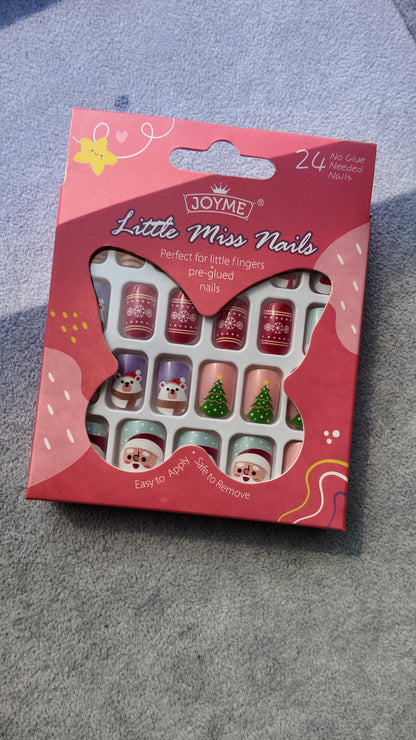 24 No Glue
Needed
Nails
JOYME®
Little Miss Nails
Perfect for little fingers
pre-glued
nails
Easy to Apply • Safe to Remove